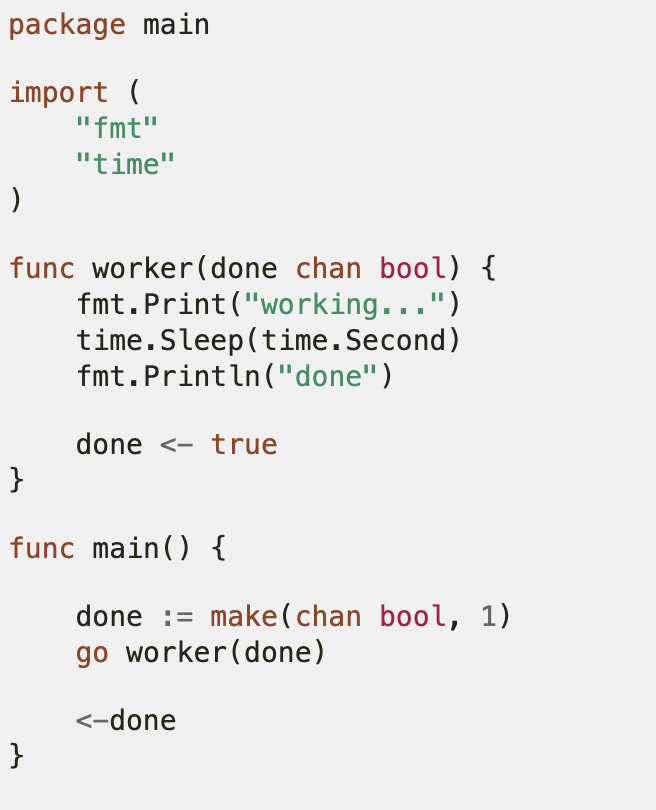 package main
import (
    "fmt"
    "time"
)
func worker(done chan bool) {
    fmt.Print("working...")
    time.Sleep(time.Second)
    fmt.Println("done")
    done <- true
}
func main() {
    done := make(chan bool, 1)
    go worker(done)
    <-done
}